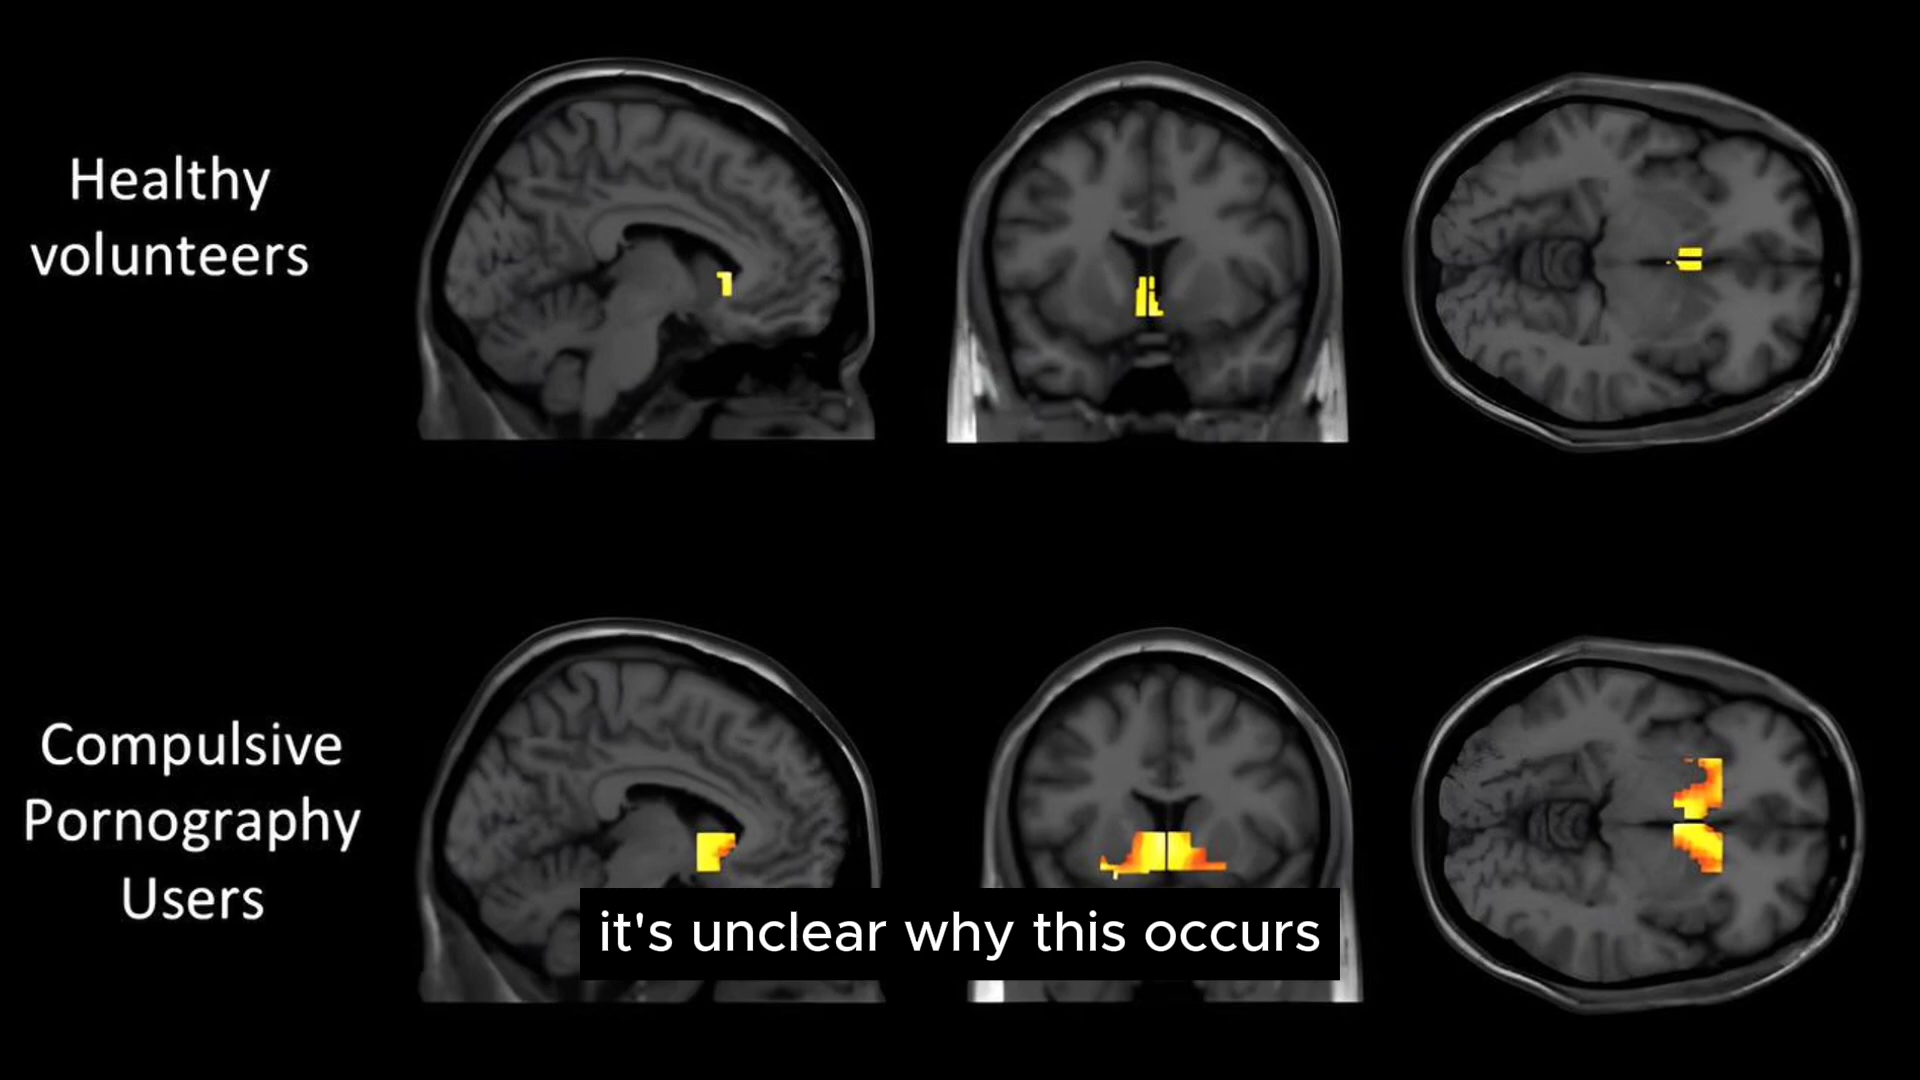 Healthy
volunteers
Compulsive
Pornography
Users
it's unclear why this occurs